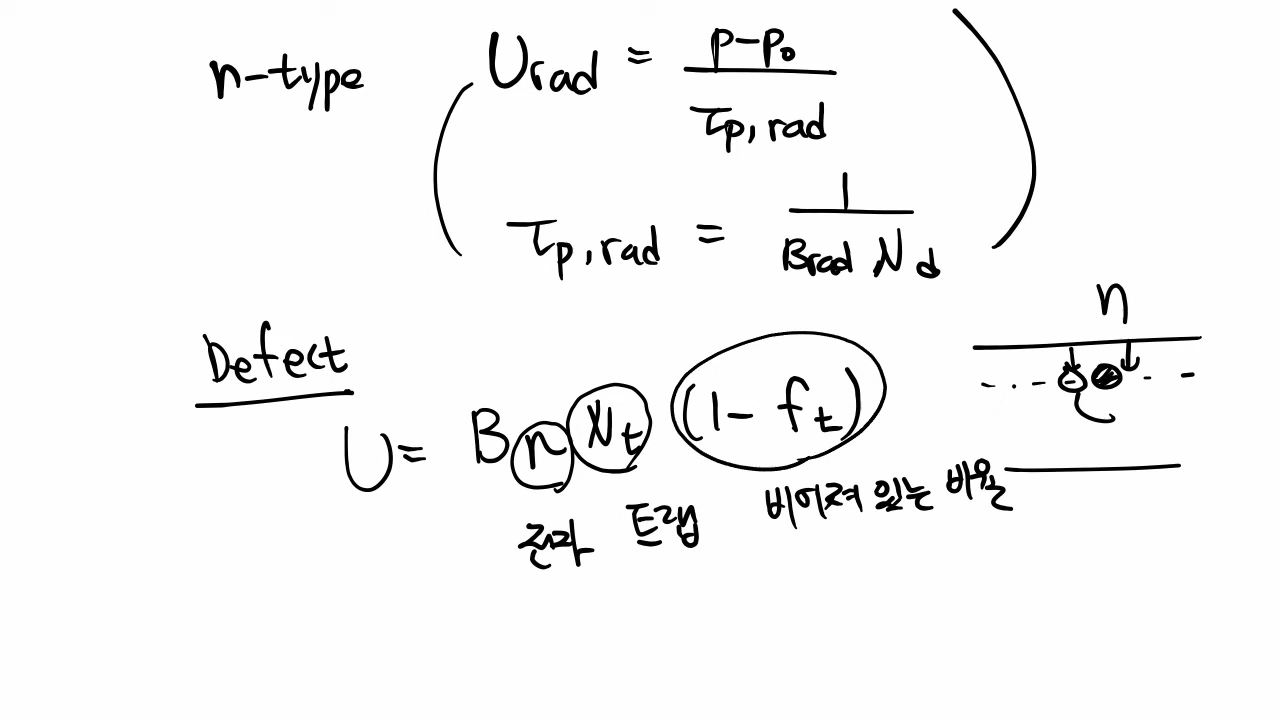 n-type
U_rad = (p-p₀) / τ_p,rad
τ_p,rad = 1 / (B_rad N_d)
n
Defect
U = B n N_t (1 - f_t)
전자 트랩 비어져 있는 비율